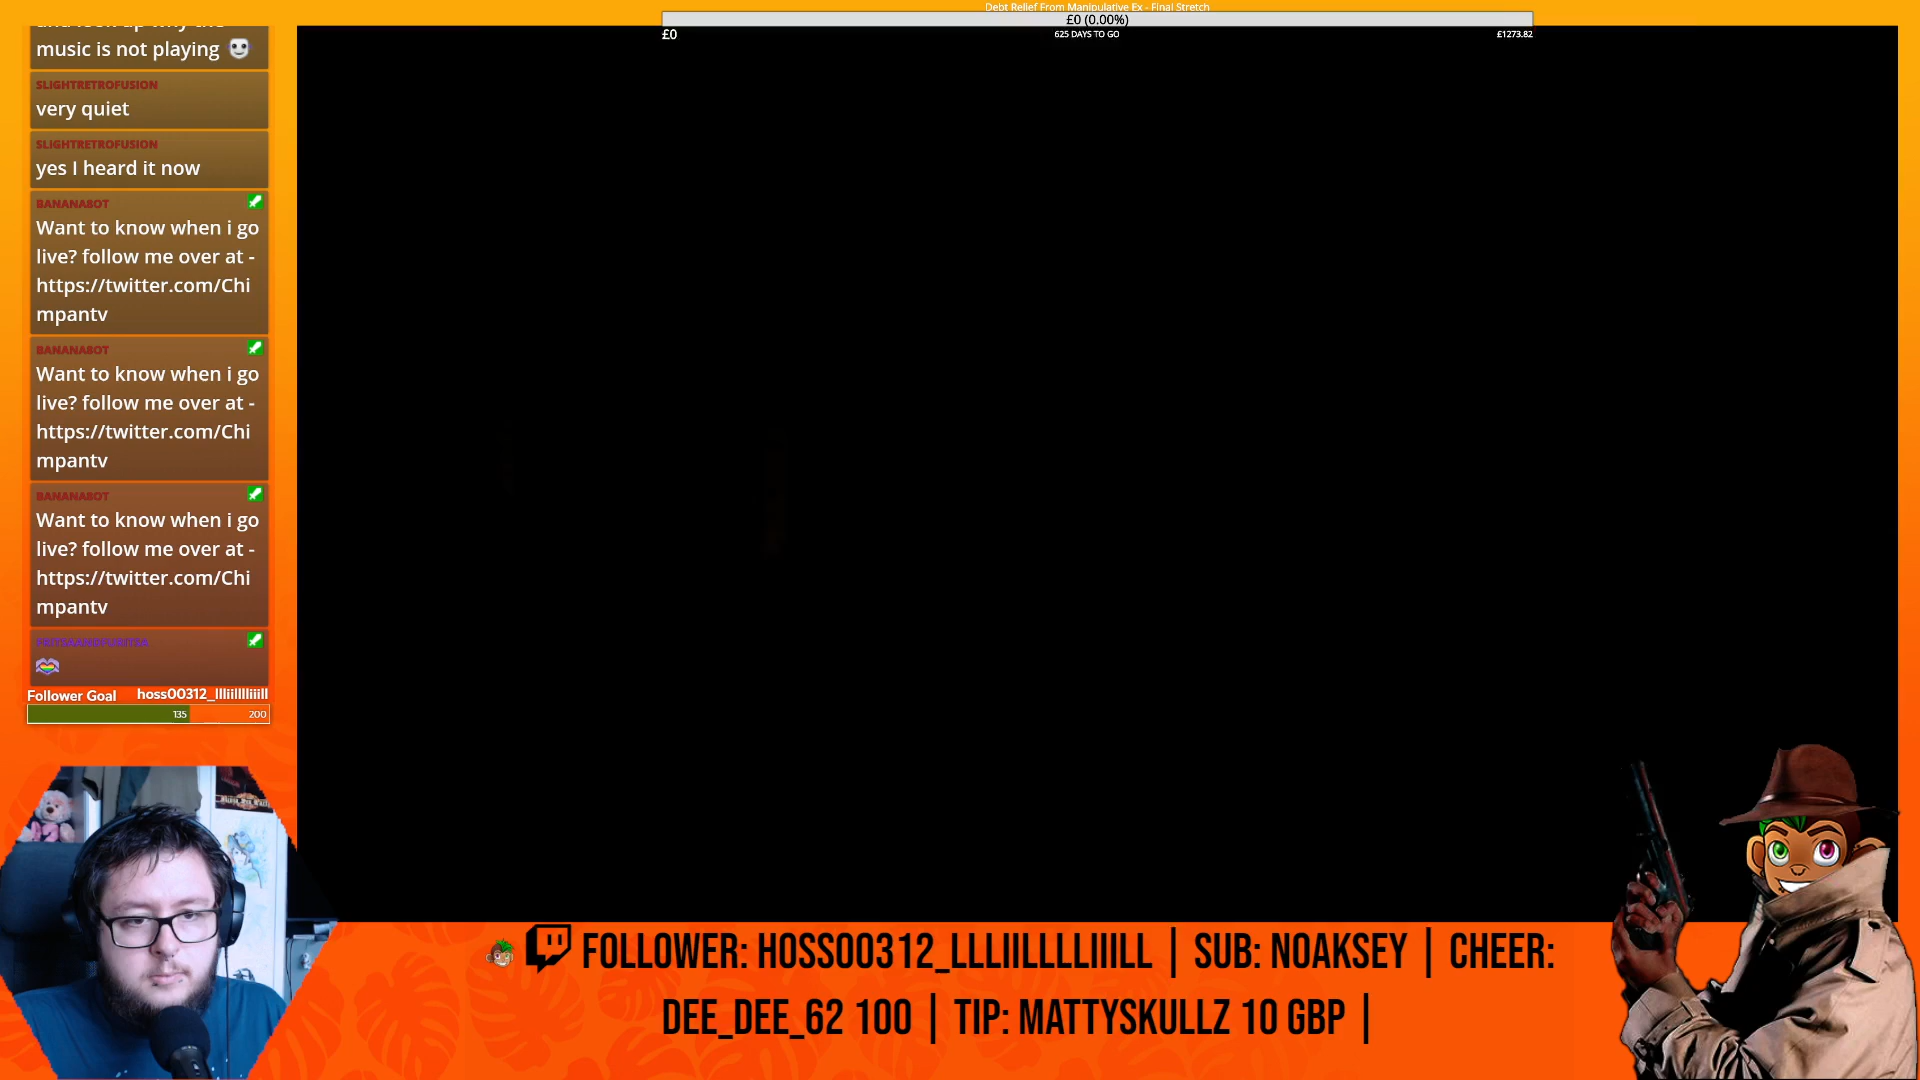 Debt Relief From Manipulative Ex - Final Stretch
£0 (0.00%)
£0
625 DAYS TO GO
£1273.82
music is not playing
SLIGHTRETROFUSION
very quiet
SLIGHTRETROFUSION
yes I heard it now
BANANABOT
Want to know when i go
live? follow me over at -
https://twitter.com/Chi
mpantv
BANANABOT
Want to know when i go
live? follow me over at -
https://twitter.com/Chi
mpantv
BANANABOT
Want to know when i go
live? follow me over at -
https://twitter.com/Chi
mpantv
Follower Goal
135
200
FOLLOWER: HOSS00312_LLLIILLLLIIILL | SUB: NOAKSEY | CHEER:
DEE_DEE_62 100 | TIP: MATTYSKULLZ 10 GBP |